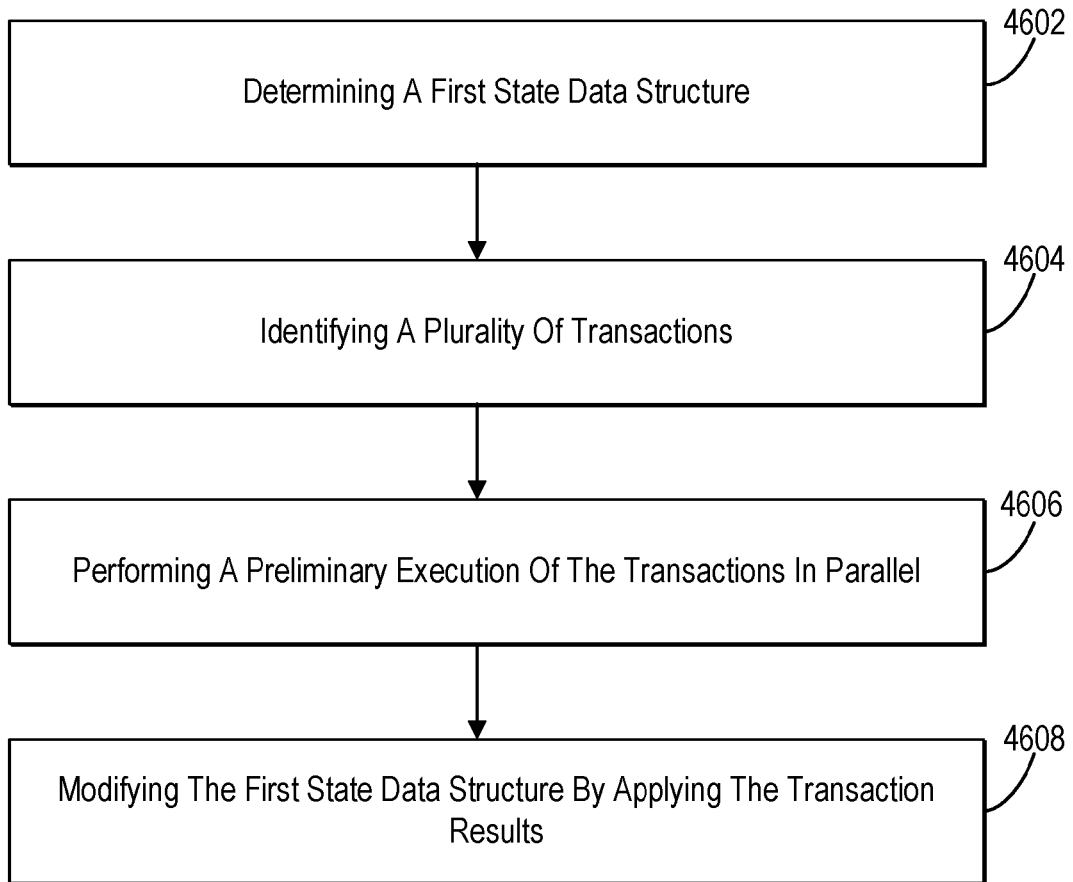 4602
Determining A First State Data Structure
4604
Identifying A Plurality Of Transactions
4606
Performing A Preliminary Execution Of The Transactions In Parallel
4608
Modifying The First State Data Structure By Applying The Transaction
Results